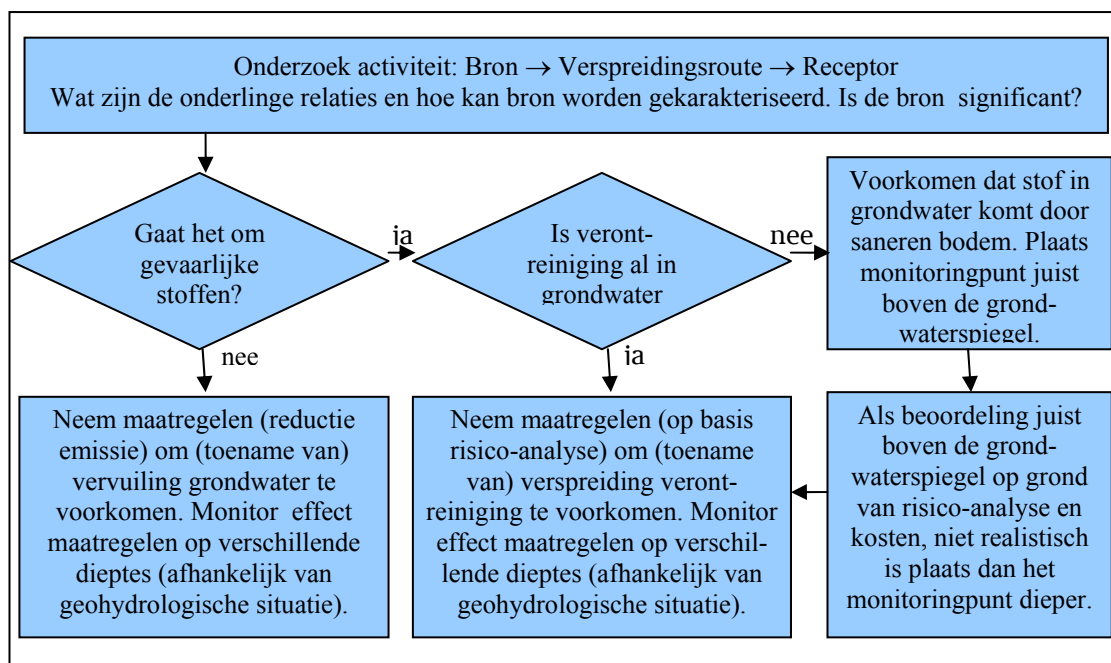 Onderzoek activiteit: Bron → Verspreidingsroute → Receptor
Wat zijn de onderlinge relaties en hoe kan bron worden gekarakteriseerd. Is de bron significant?
Gaat het om
gevaarlijke
stoffen?
ja
Is veront-
reiniging al in
grondwater
nee
Voorkomen dat stof in
grondwater komt door
saneren bodem. Plaats
monitoringpunt juist
boven de grond-
waterspiegel.
nee
ja
Neem maatregelen (reductie
emissie) om (toename van)
vervuiling grondwater te
voorkomen. Monitor effect
maatregelen op verschillende
dieptes (afhankelijk van
geohydrologische situatie).
Neem maatregelen (op basis
risico-analyse) om (toename
van) verspreiding veront-
reiniging te voorkomen. Monitor
effect maatregelen op verschil-
lende dieptes (afhankelijk van
geohydrologische situatie).
Als beoordeling juist
boven de grond-
waterspiegel op grond
van risico-analyse en
kosten, niet realistisch
is plaats dan het
monitoringpunt dieper.